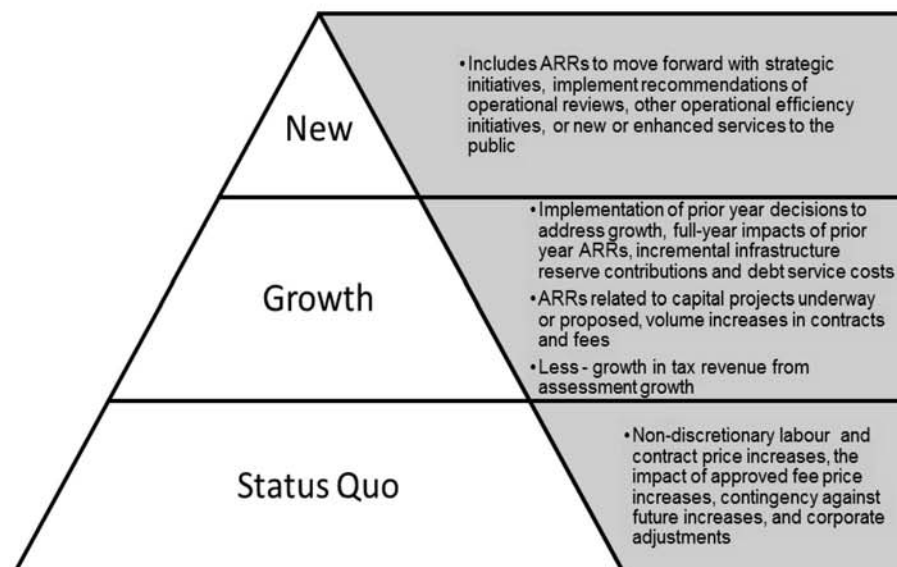 New
•Includes ARRs to move forward with strategic
initiatives, implement recommendations of
operational reviews, other operational efficiency
initiatives, or new or enhanced services to the
public
Growth
•Implementation of prior year decisions to
address growth, full-year impacts of prior
year ARRs, incremental infrastructure
reserve contributions and debt service costs
•ARRs related to capital projects underway
or proposed, volume increases in contracts
and fees
•Less - growth in tax revenue from
assessment growth
Status Quo
•Non-discretionary labour and
contract price increases, the
impact of approved fee price
increases, contingency against
future increases, and corporate
adjustments